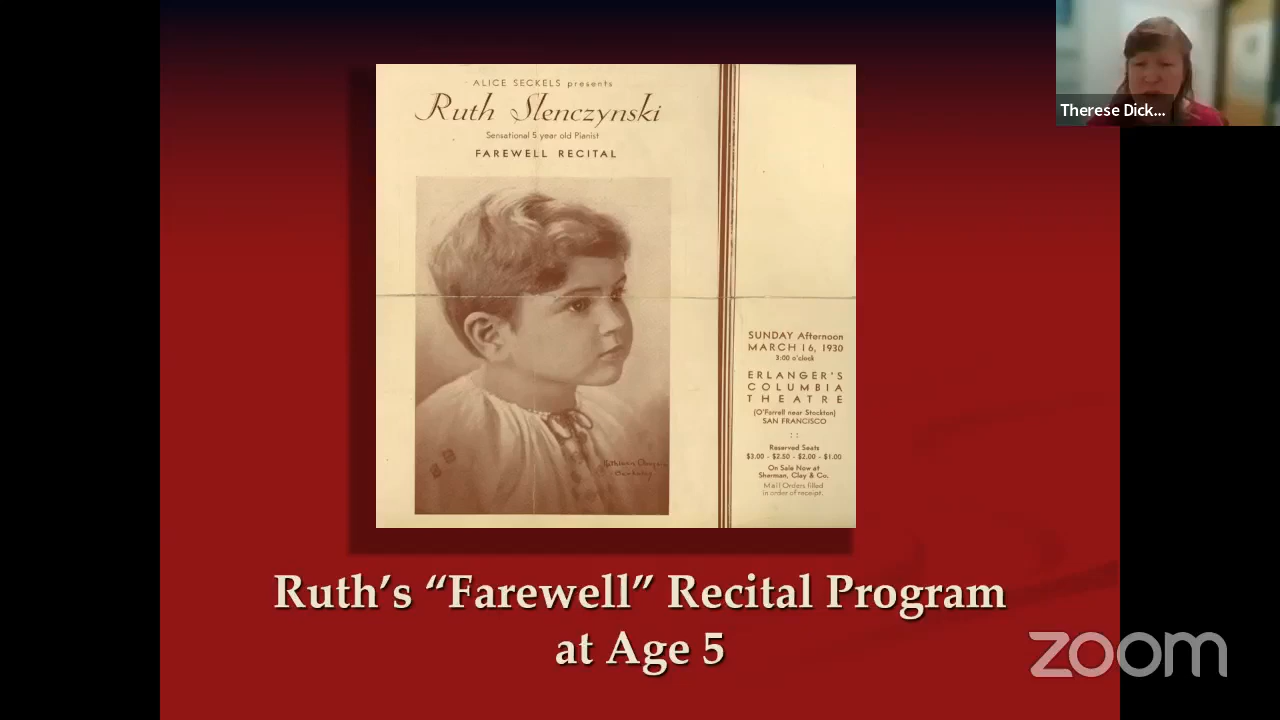 ALICE SECKELS presents
Ruth Slenczynski
Sensational 5 year old Pianist
FAREWELL RECITAL
Berkeley
SUNDAY Afternoon
MARCH 16, 1930
3:00 o'clock
ERLANGER'S
COLUMBIA
THEATRE
(O'Farrell near Stockton)
SAN FRANCISCO
: :
Reserved Seats
$3.00 - $2.50 - $2.00 - $1.00
On Sale Now at
Sherman, Clay & Co.
Mail Orders filled
in order of receipt.
Ruth's “Farewell” Recital Program
at Age 5
Therese Dick...
zoom